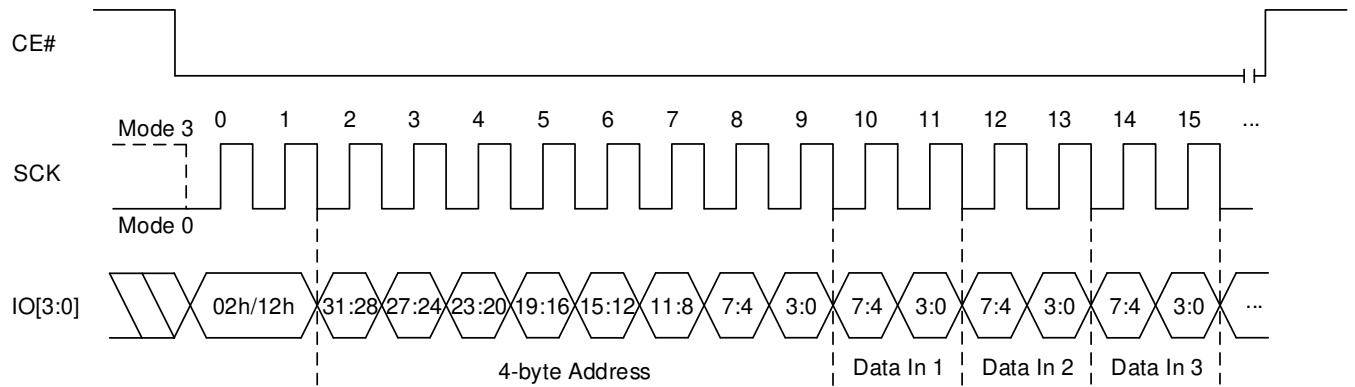 CE#
Mode 3 0 1 2 3 4 5 6 7 8 9 10 11 12 13 14 15 ...
SCK
Mode 0
IO[3:0] 02h/12h 31:28 27:24 23:20 19:16 15:12 11:8 7:4 3:0 7:4 3:0 7:4 3:0 7:4 3:0 ...
4-byte Address Data In 1 Data In 2 Data In 3